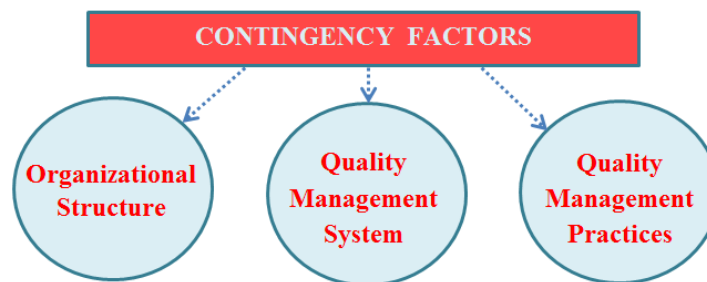 CONTINGENCY FACTORS
Organizational
Structure
Quality
Management
System
Quality
Management
Practices